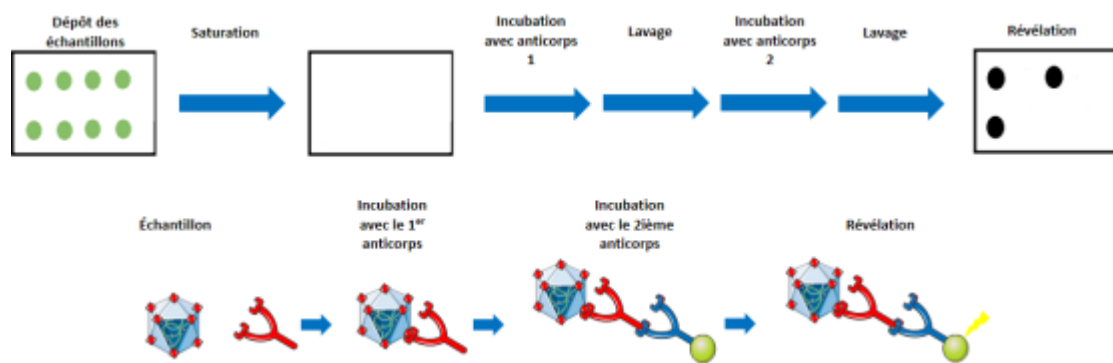 Dépôt des
échantillons
Saturation
Incubation
avec anticorps
1
Lavage
Incubation
avec anticorps
2
Lavage
Révélation
Échantillon
Incubation
avec le 1er
anticorps
Incubation
avec le 2ième
anticorps
Révélation